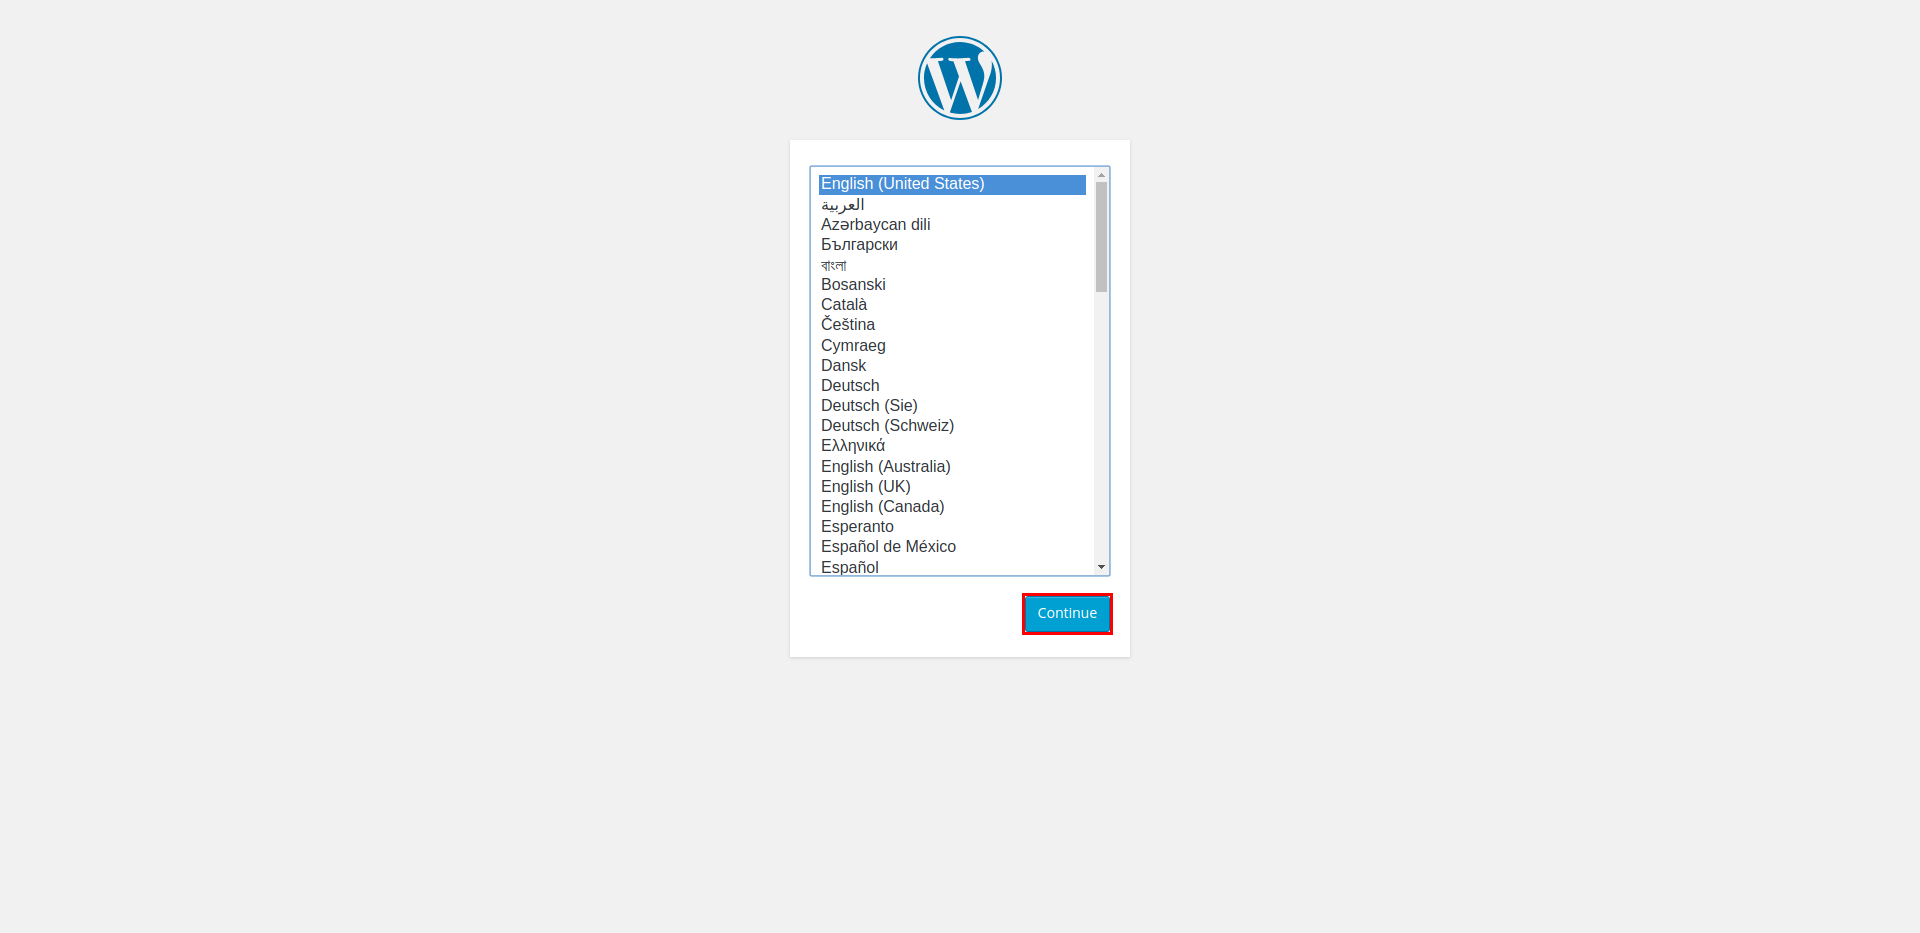 English (United States)
العربية
Azərbaycan dili
Български
বাংলা
Bosanski
Català
Čeština
Cymraeg
Dansk
Deutsch
Deutsch (Sie)
Deutsch (Schweiz)
Ελληνικά
English (Australia)
English (UK)
English (Canada)
Esperanto
Español de México
Español
Continue